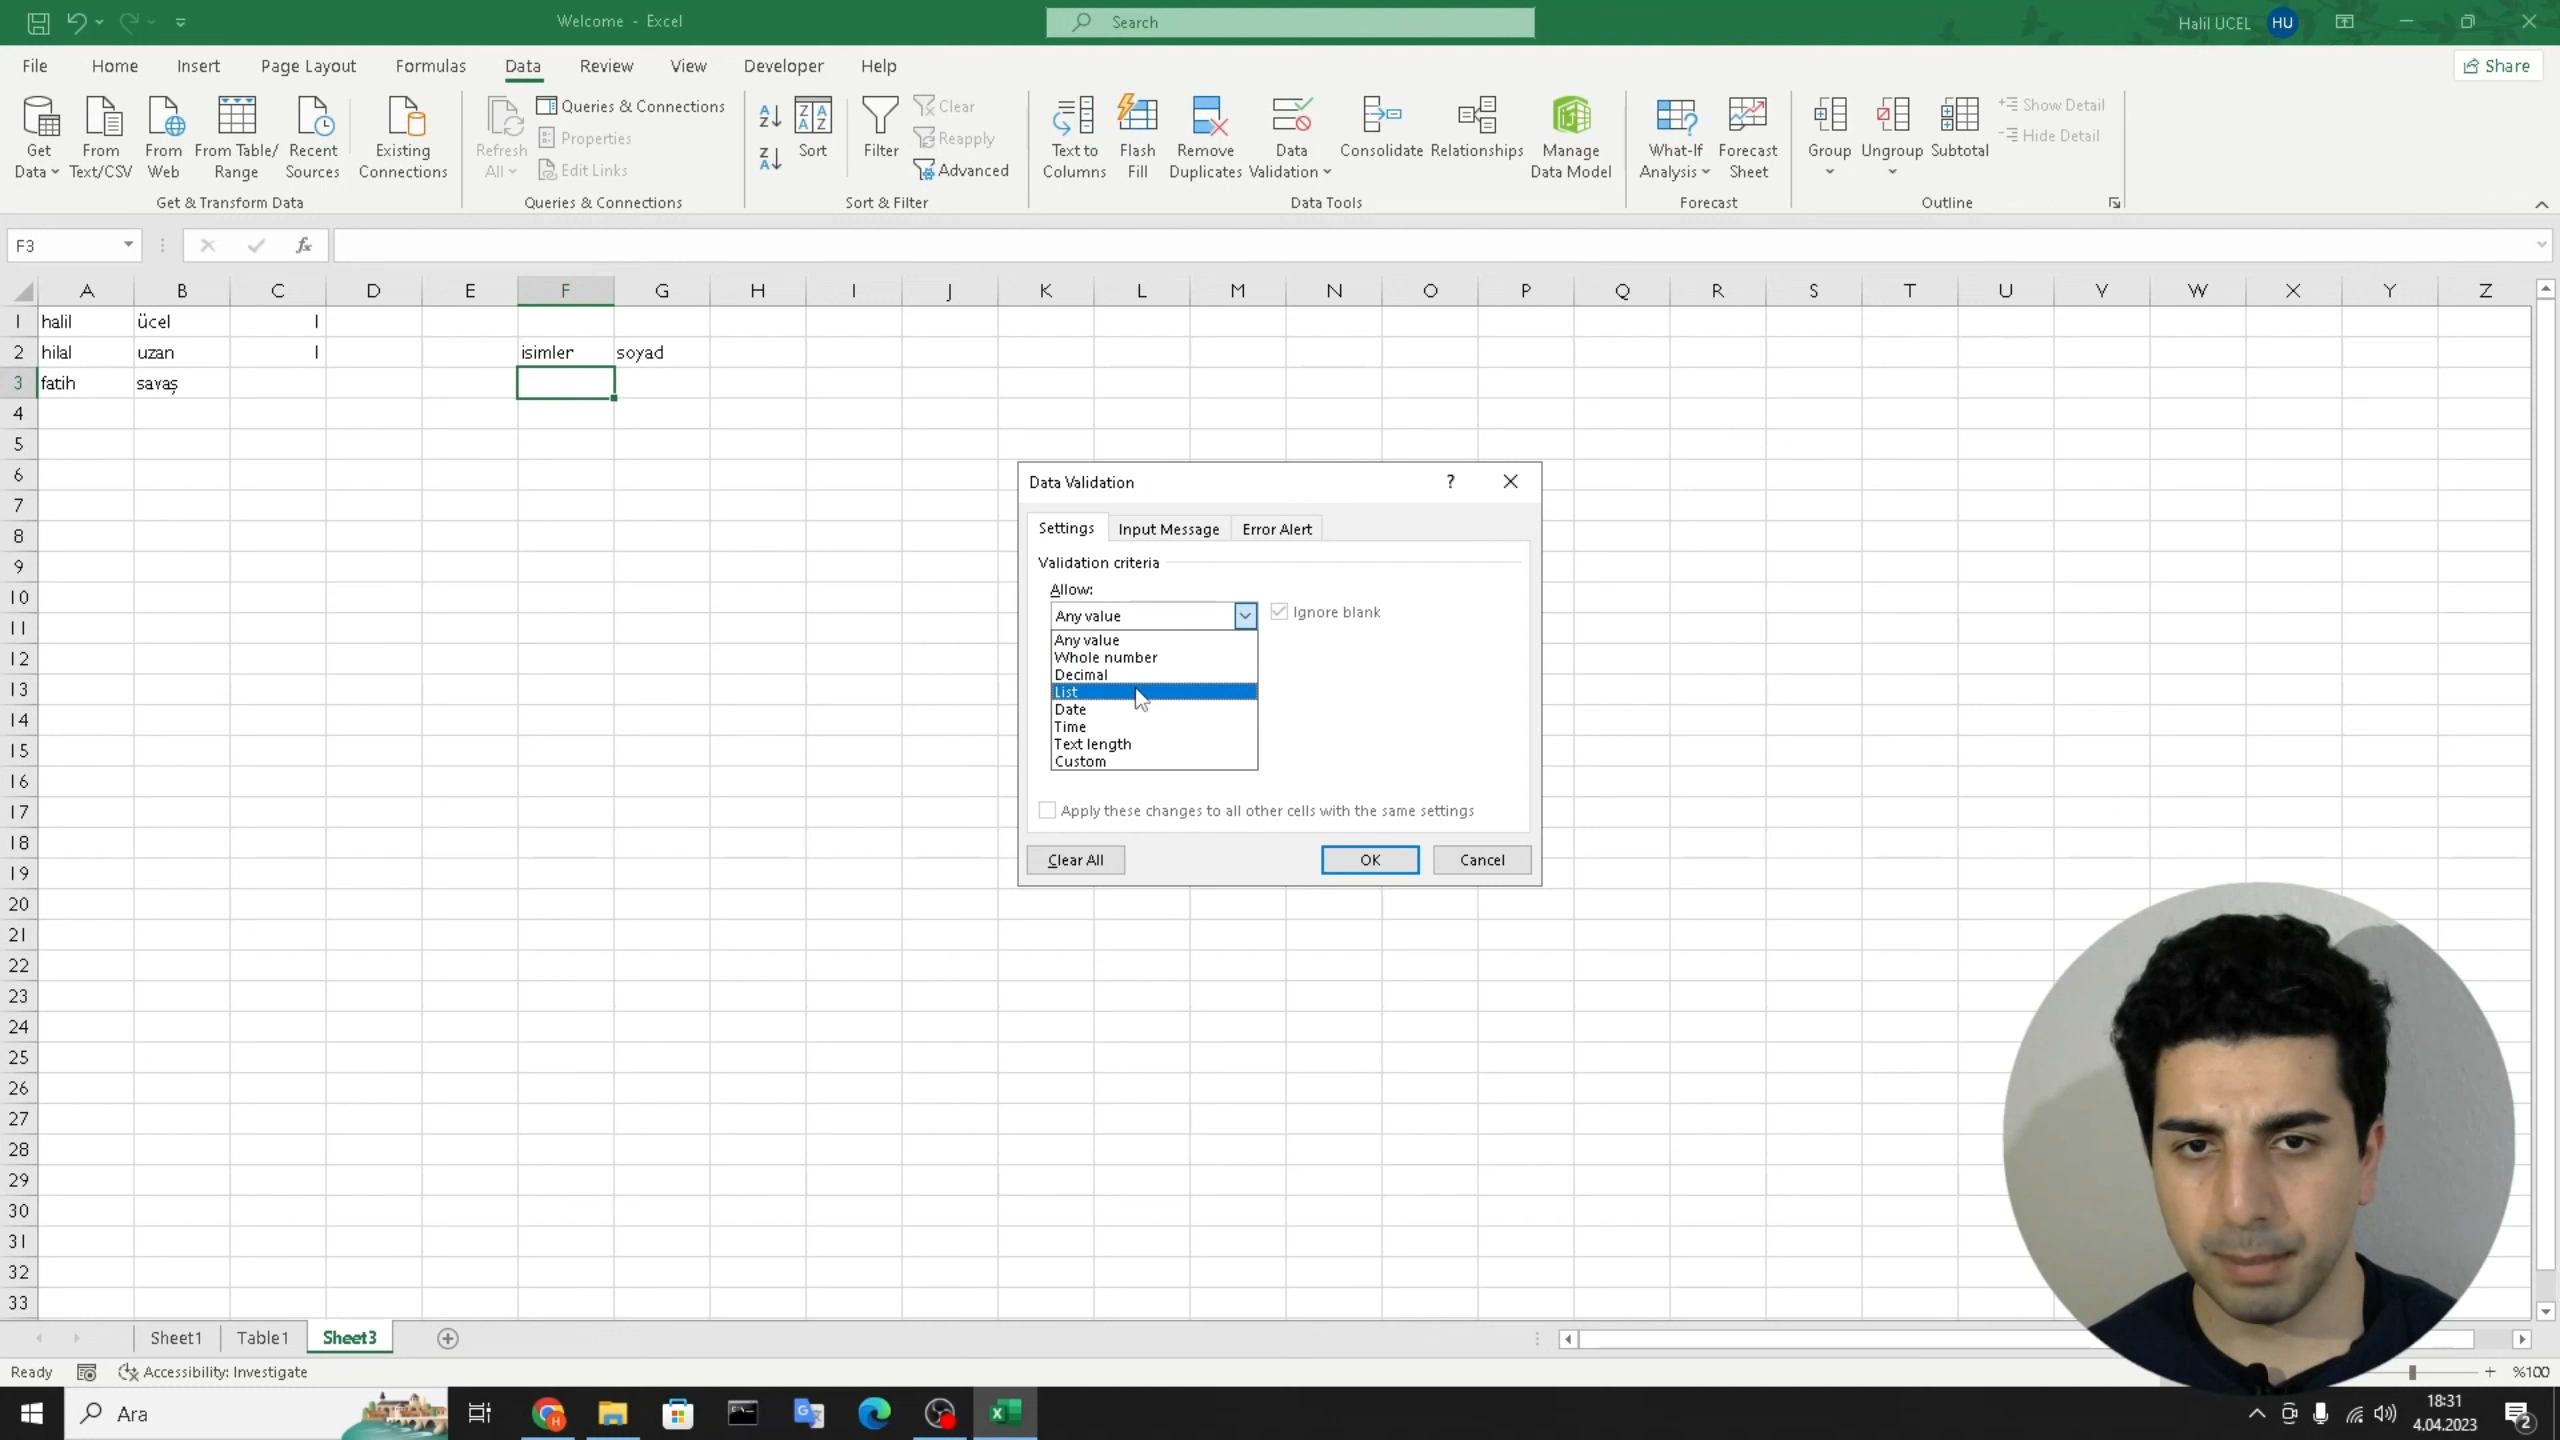 Welcome - Excel
Search
Halil UCEL HU
File Home Insert Page Layout Formulas Data Review View Developer Help
Share
Get Data
From Text/CSV
From Web
From Table/ Range
Recent Sources
Existing Connections
Get & Transform Data
Refresh All
Queries & Connections
Properties
Edit Links
Queries & Connections
Sort
Filter
Clear
Reapply
Advanced
Sort & Filter
Text to Columns
Flash Fill
Remove Duplicates
Data Validation
Consolidate
Relationships
Manage Data Model
Data Tools
What-If Analysis
Forecast Sheet
Forecast
Group
Ungroup
Subtotal
Show Detail
Hide Detail
Outline
F3
fx
A B C D E F G H I J K L M N O P Q R S T U V W X Y Z
1 halil ücel 1
2 hilal uzan 1 isimler soyad
3 fatih savaş
4
5
6
7
8
9
10
11
12
13
14
15
16
17
18
19
20
21
22
23
24
25
26
27
28
29
30
31
32
33
Data Validation ?
Settings Input Message Error Alert
Validation criteria
Allow:
Any value
Ignore blank
Any value
Whole number
Decimal
List
Date
Time
Text length
Custom
Apply these changes to all other cells with the same settings
Clear All OK Cancel
Sheet1 Table1 Sheet3
Ready
Accessibility: Investigate
%100
Ara
18:31
4.04.2023
2